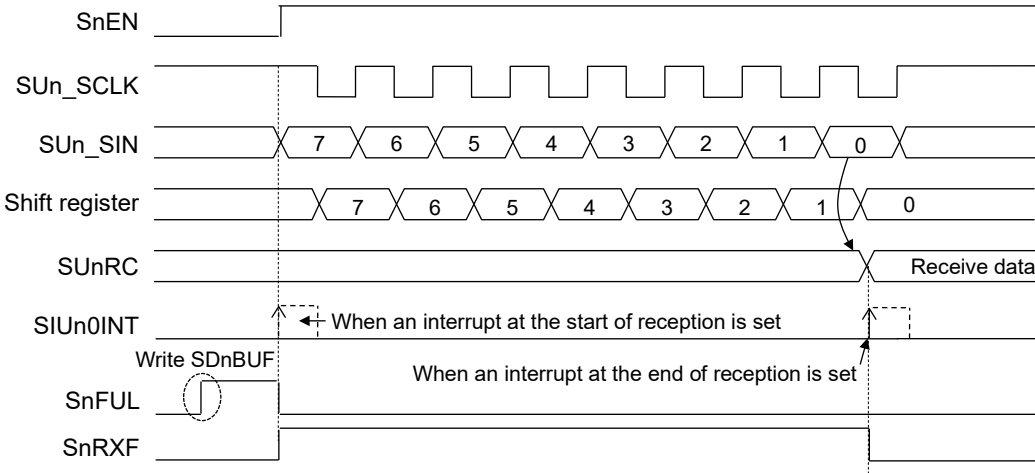 SnEN
SUn_SCLK
SUn_SIN 7 6 5 4 3 2 1 0
Shift register 7 6 5 4 3 2 1 0
SUnRC Receive data
SIUn0INT When an interrupt at the start of reception is set
Write SDnBUF
When an interrupt at the end of reception is set
SnFUL
SnRXF